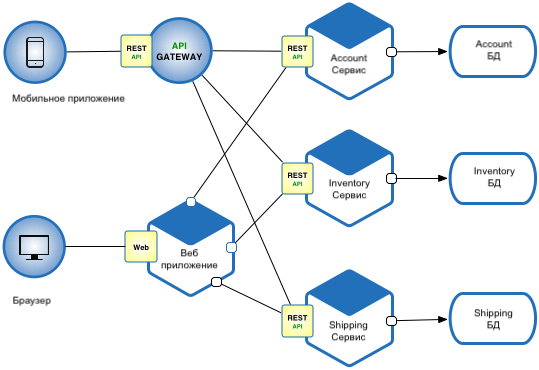 REST
API
API
GATEWAY
Мобильное приложение
REST
API
Account
Сервис
Account
БД
REST
API
Inventory
Сервис
Inventory
БД
Браузер
Web
Веб
приложение
REST
API
Shipping
Сервис
Shipping
БД